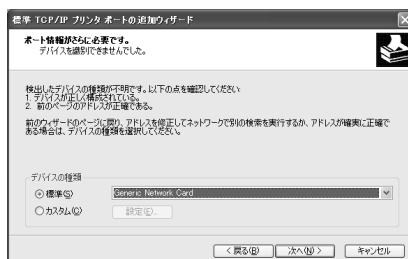 標準 TCP/IP プリンタ ポートの追加ウィザード
ポート情報がさらに必要です。
デバイスを識別できませんでした。
検出したデバイスの種類が不明です。以下の点を確認してください:
1. デバイスが正しく構成されている。
2. 前のページのアドレスが正確である。
前のウィザードのページに戻り、アドレスを修正してネットワークで別の検索を実行するか、アドレスが確実に正確で
ある場合は、デバイスの種類を選択してください。
デバイスの種類
標準(S)
Generic Network Card
カスタム(C)
設定(E)...
< 戻る(B)
次へ(N) >
キャンセル